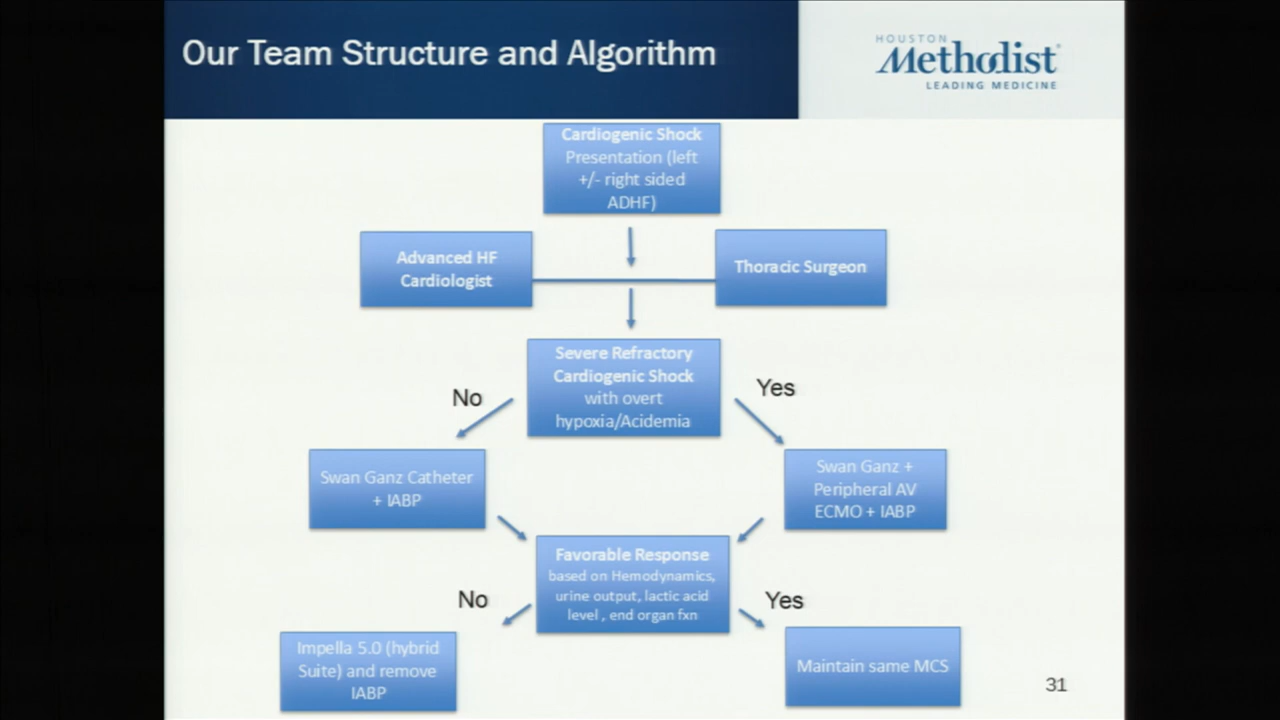 Our Team Structure and Algorithm
HOUSTON
Methodist
LEADING MEDICINE
Cardiogenic Shock
Presentation (left
+/- right sided
ADHF)
Advanced HF
Cardiologist
Thoracic Surgeon
Severe Refractory
Cardiogenic Shock
with overt
hypoxia/Acidemia
No
Yes
Swan Ganz Catheter
+ IABP
Swan Ganz +
Peripheral AV
ECMO + IABP
Favorable Response
based on Hemodynamics,
urine output, lactic acid
level , end organ fxn
No
Yes
Impella 5.0 (hybrid
Suite) and remove
IABP
Maintain same MCS
31